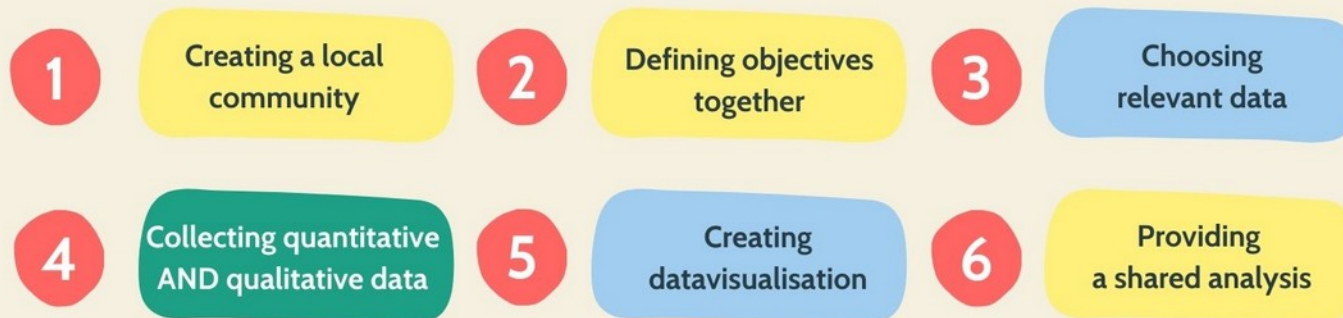 1
Creating a local
community
2
Defining objectives
together
3
Choosing
relevant data
4
Collecting quantitative
AND qualitative data
5
Creating
datavisualisation
6
Providing
a shared analysis